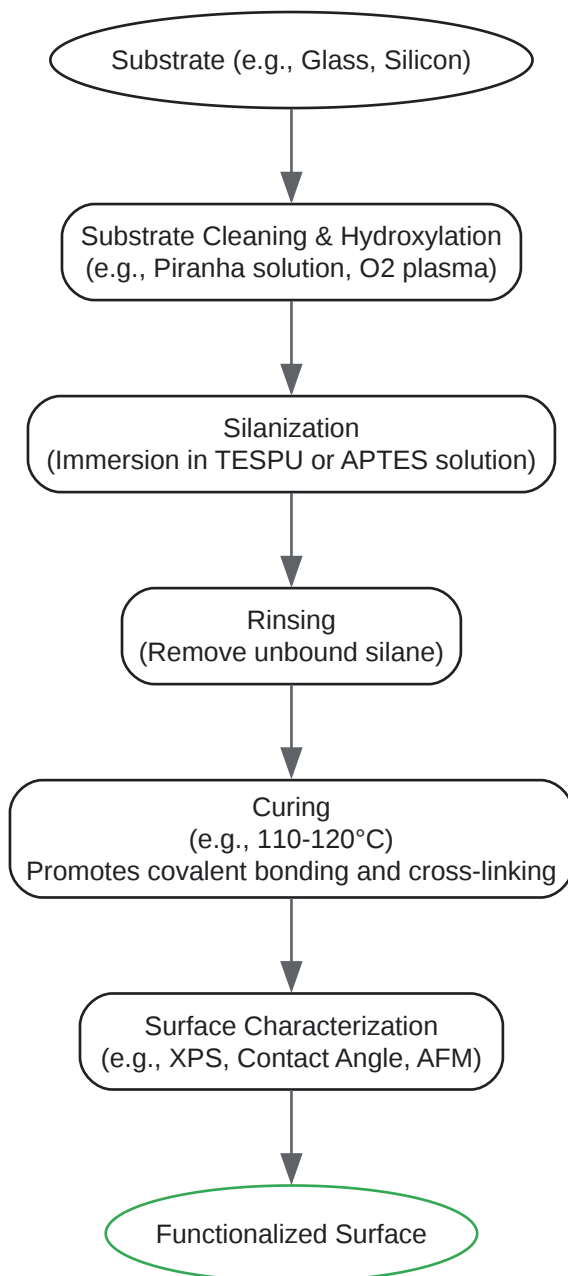 Substrate (e.g., Glass, Silicon)
Substrate Cleaning & Hydroxylation
(e.g., Piranha solution, O2 plasma)
Silanization
(Immersion in TESPU or APTES solution)
Rinsing
(Remove unbound silane)
Curing
(e.g., 110-120°C)
Promotes covalent bonding and cross-linking
Surface Characterization
(e.g., XPS, Contact Angle, AFM)
Functionalized Surface